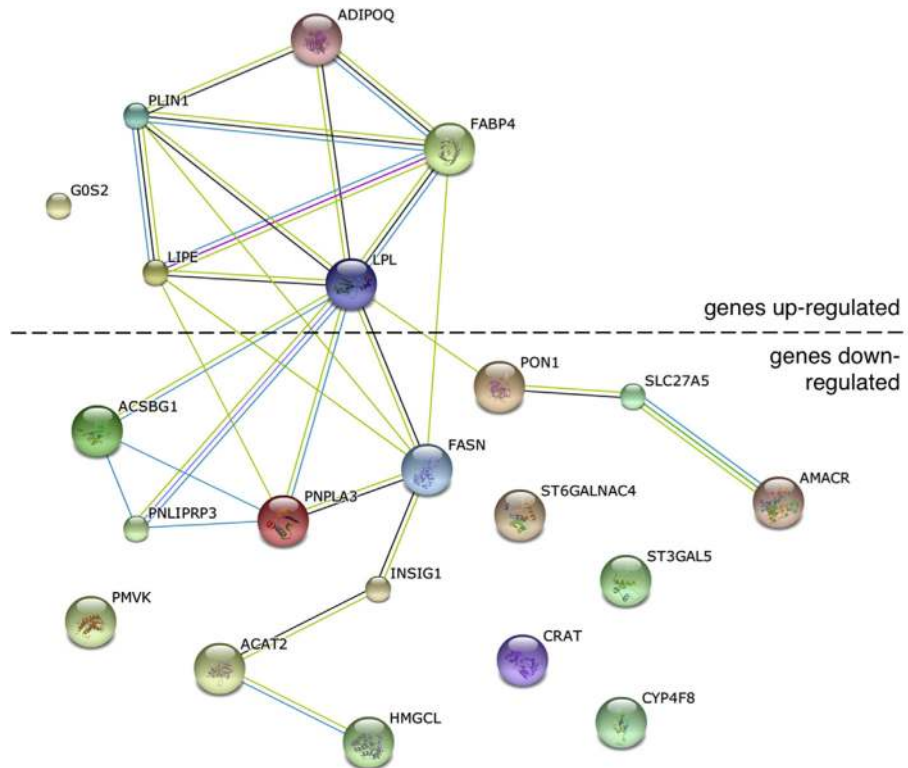 ADIPOQ
PLIN1
FABP4
G0S2
LIPE
LPL
genes up-regulated
genes down-
regulated
PON1
SLC27A5
ACSBG1
FASN
AMACR
PNPLA3
ST6GALNAC4
PNLIPRP3
ST3GAL5
INSIG1
PMVK
CRAT
ACAT2
CYP4F8
HMGCL